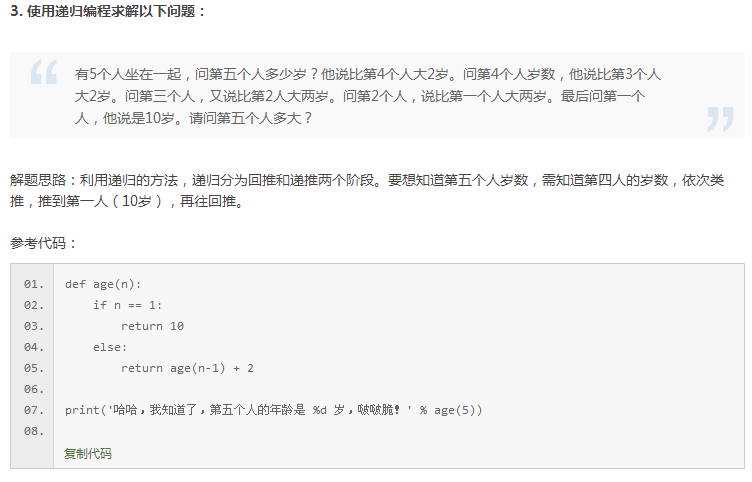 3. 使用递归编程求解以下问题：
有5个人坐在一起，问第五个人多少岁？他说比第4个人大2岁。问第4个人岁数，他说比第3个人
大2岁。问第三个人，又说比第2人大两岁。问第2个人，说比第一个人大两岁。最后问第一个
人，他说是10岁。请问第五个人多大？
解题思路：利用递归的方法，递归分为回推和递推两个阶段。要想知道第五个人岁数，需知道第四人的岁数，依次类
推，推到第一人（10岁），再往回推。
参考代码：
01. def age(n):
02.     if n == 1:
03.         return 10
04.     else:
05.         return age(n-1) + 2
06.
07. print('哈哈，我知道了，第五个人的年龄是 %d 岁，啵啵脆！' % age(5))
08.
复制代码